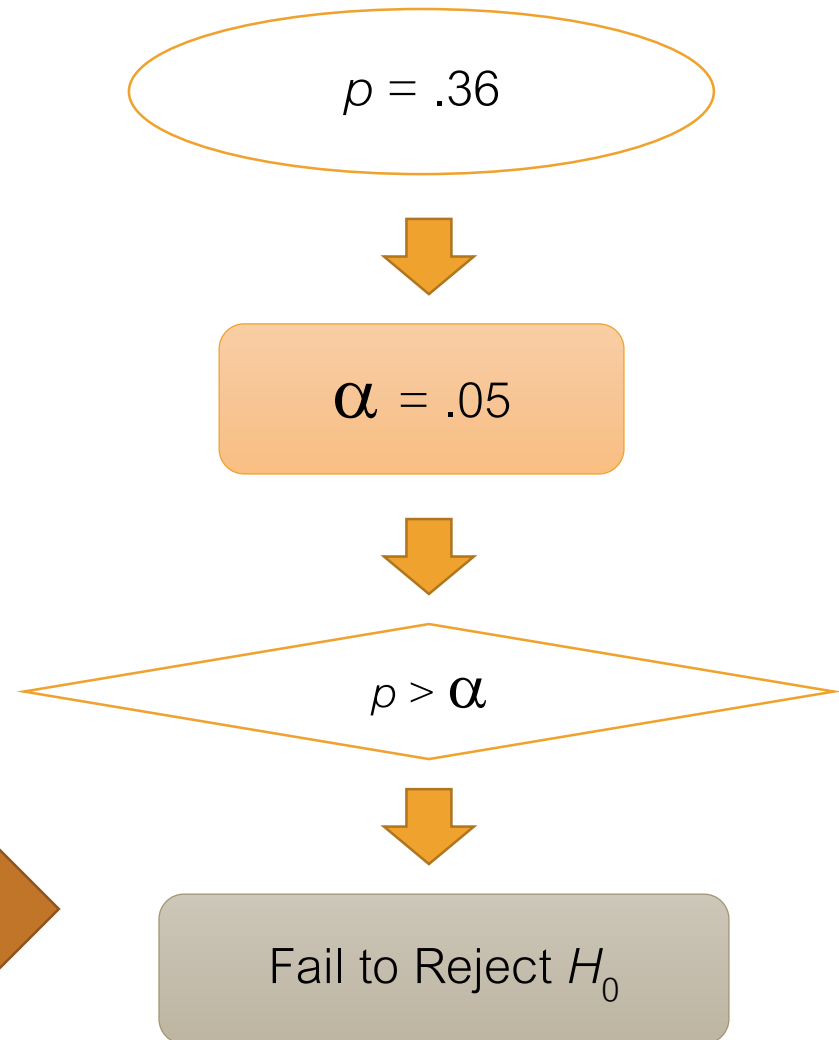 p = .36
α = .05
p > α
Fail to Reject H₀